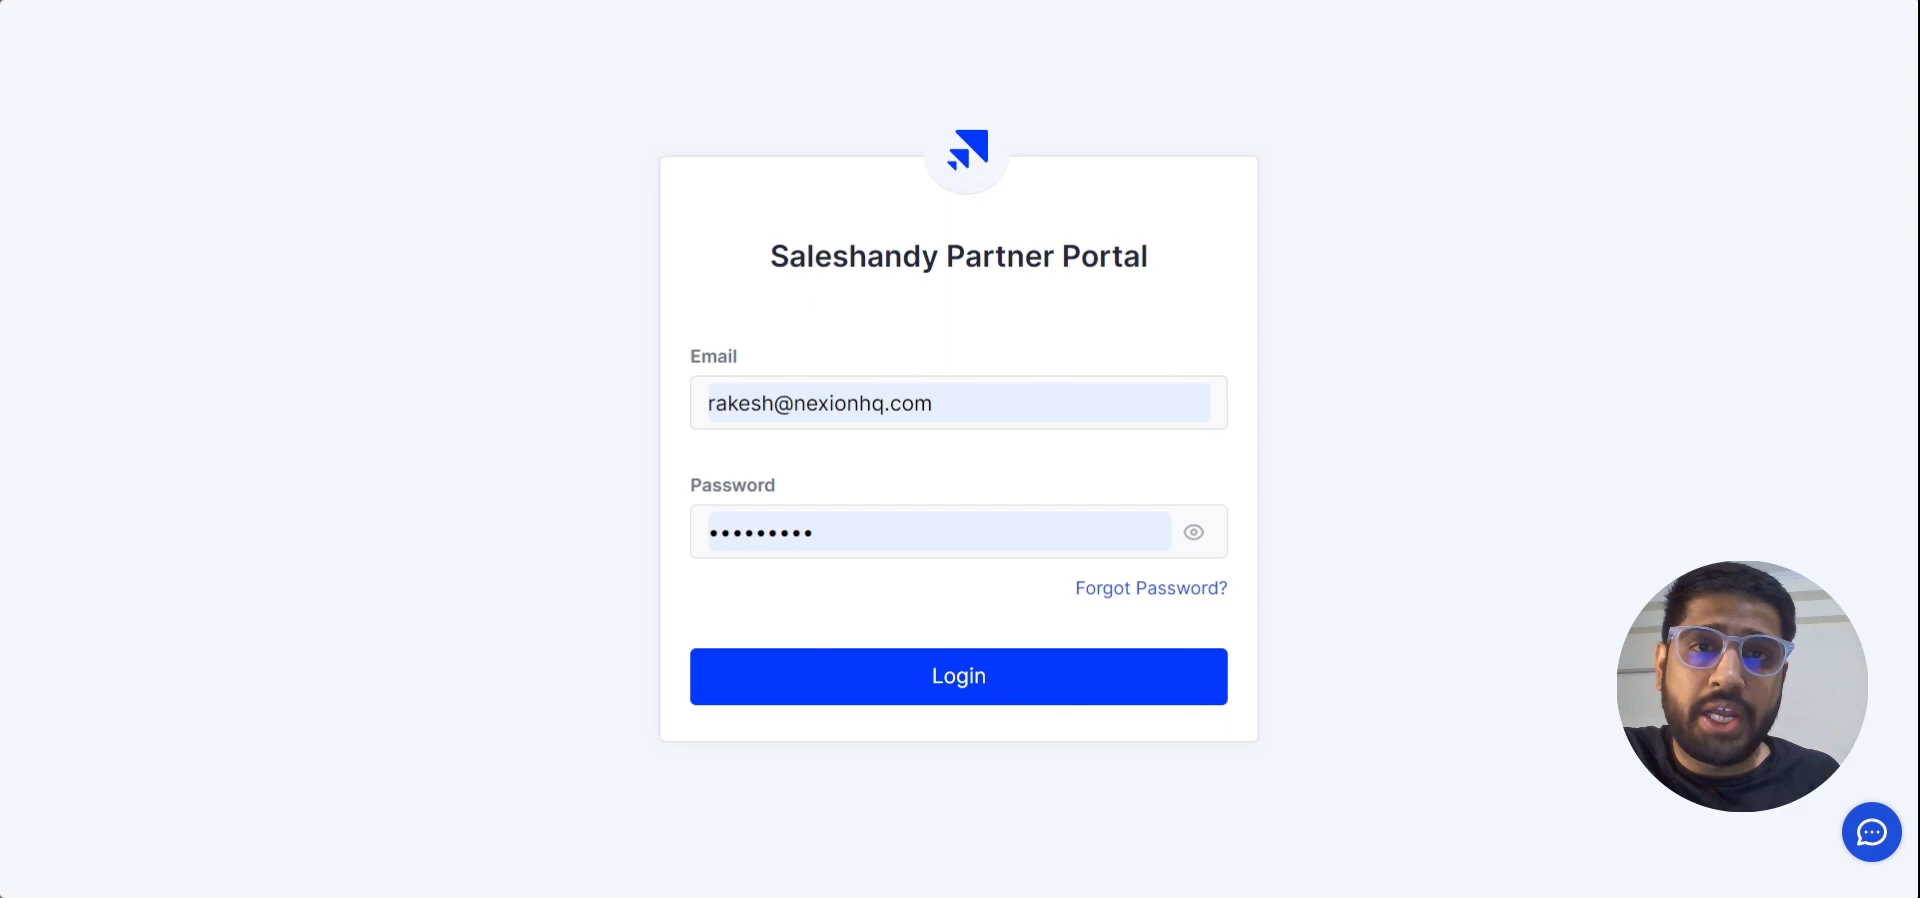 Saleshandy Partner Portal
Email
rakesh@nexionhq.com
Password
•••••••••
Forgot Password?
Login